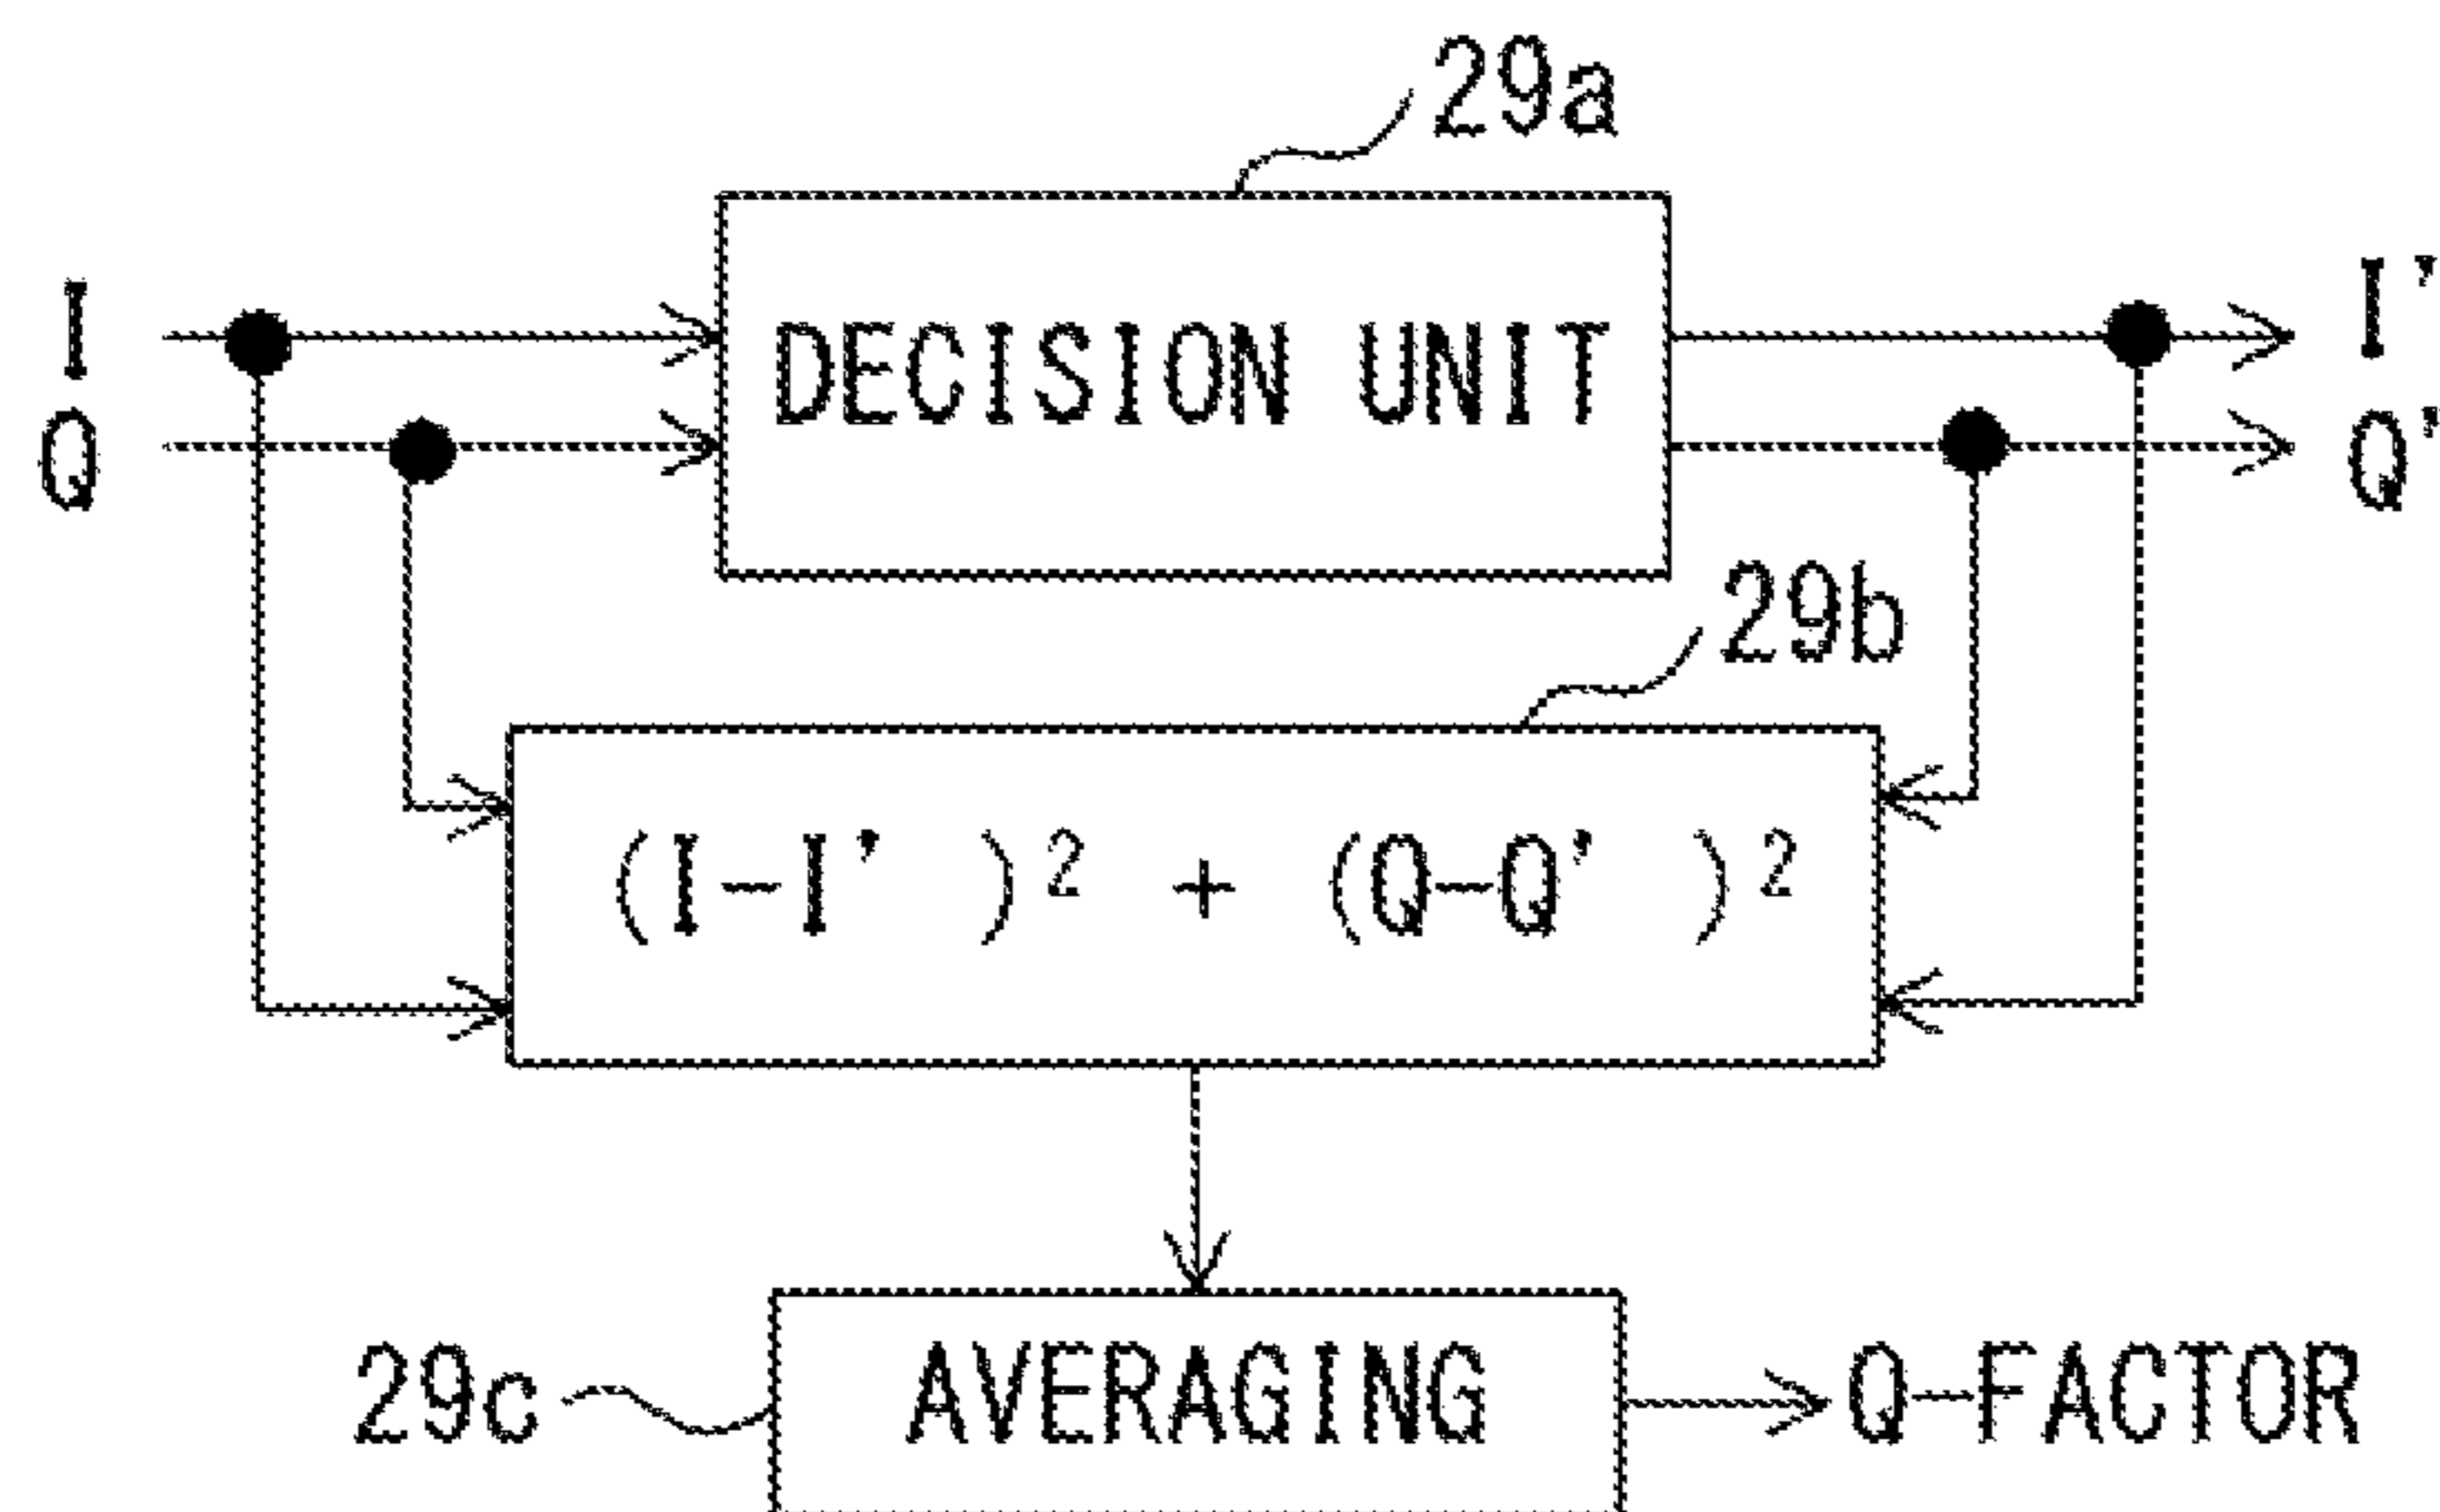 29a
I
DECISION UNIT
I'
Q
Q'
29b
(I-I')² + (Q-Q')²
29c
AVERAGING
Q-FACTOR